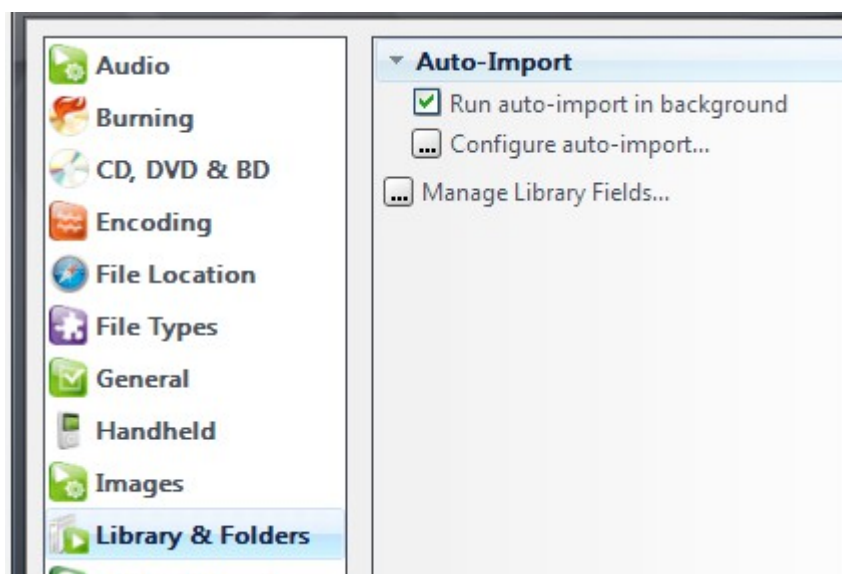 Audio
Burning
CD, DVD & BD
Encoding
File Location
File Types
General
Handheld
Images
Library & Folders
Auto-Import
Run auto-import in background
... Configure auto-import...
... Manage Library Fields...